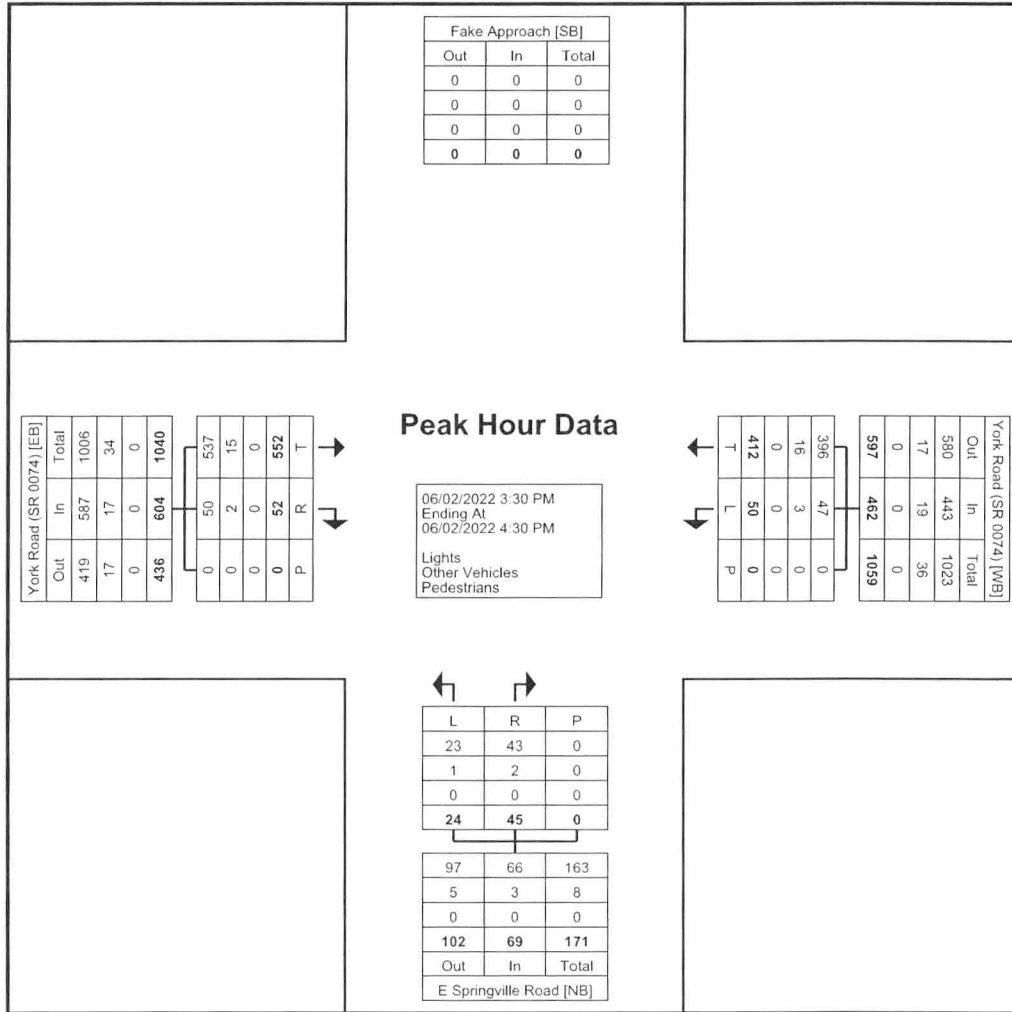 Fake Approach [SB]
Out In Total
0 0 0
0 0 0
0 0 0
0 0 0
York Road (SR 0074) [EB]
Total 1006 34 0 1040
In 587 17 0 604
Out 419 17 0 436
537 15 0 552 T
50 2 0 52 R
0 0 0 0 P
Peak Hour Data
06/02/2022 3:30 PM
Ending At
06/02/2022 4:30 PM
Lights
Other Vehicles
Pedestrians
T 412 0 16 396
L 50 0 3 47
P 0 0 0 0
597 0 17 580 Out
462 0 19 443 In
1059 0 36 1023 Total
York Road (SR 0074) [WB]
L R P
23 43 0
1 2 0
0 0 0
24 45 0
97 66 163
5 3 8
0 0 0
102 69 171
Out In Total
E Springville Road [NB]